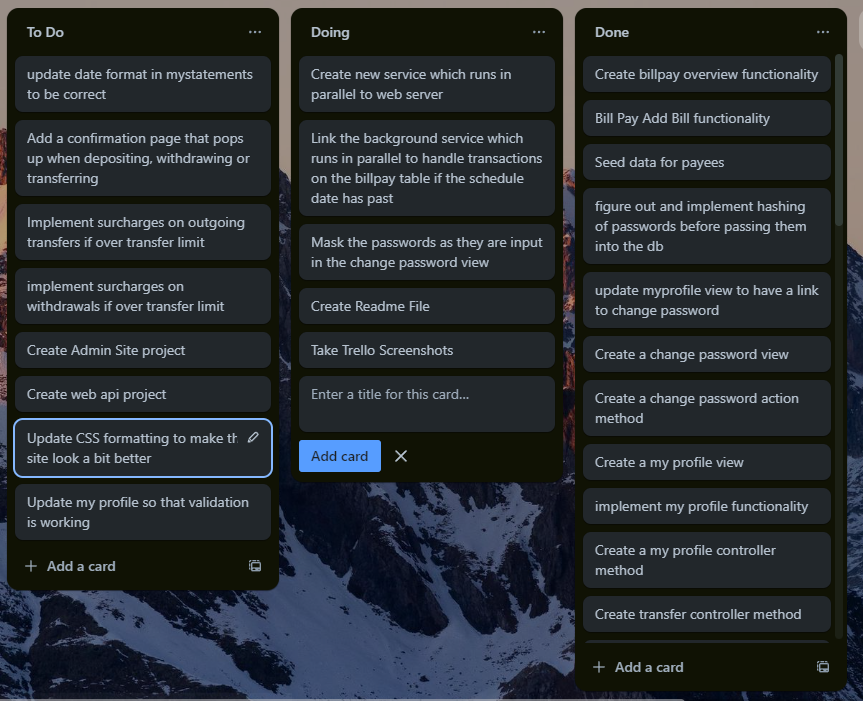 To Do
update date format in mystatements
to be correct
Add a confirmation page that pops
up when depositing, withdrawing or
transferring
Implement surcharges on outgoing
transfers if over transfer limit
implement surcharges on
withdrawals if over transfer limit
Create Admin Site project
Create web api project
Update CSS formatting to make th
site look a bit better
Update my profile so that validation
is working
Add a card
Doing
Create new service which runs in
parallel to web server
Link the background service which
runs in parallel to handle transactions
on the billpay table if the schedule
date has past
Mask the passwords as they are input
in the change password view
Create Readme File
Take Trello Screenshots
Enter a title for this card...
Add card
Done
Create billpay overview functionality
Bill Pay Add Bill functionality
Seed data for payees
figure out and implement hashing
of passwords before passing them
into the db
update myprofile view to have a link
to change password
Create a change password view
Create a change password action
method
Create a my profile view
implement my profile functionality
Create a my profile controller
method
Create transfer controller method
Add a card